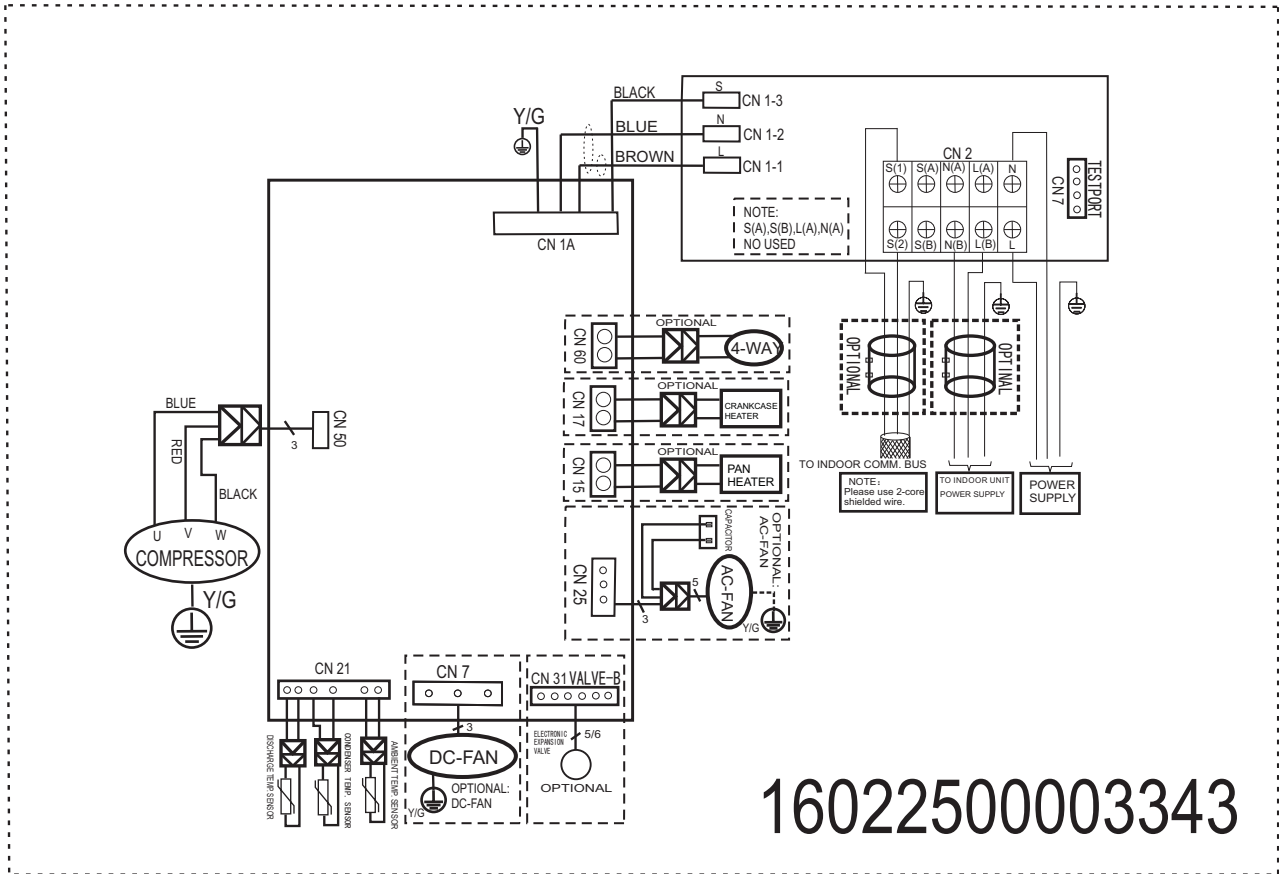 BLACK
S
CN 1-3
Y/G
BLUE
N
CN 1-2
BROWN
L
CN 1-1
CN 1A
NOTE:
S(A),S(B),L(A),N(A)
NO USED
CN 2
S(1) S(A) N(A) L(A) N
S(2) S(B) N(B) L(B) L
TESTPORT
CN 7
OPTIONAL
OPTINAL
TO INDOOR COMM. BUS
NOTE:
Please use 2-core
shielded wire.
TO INDOOR UNIT
POWER SUPPLY
POWER
SUPPLY
OPTIONAL
CN 60
4-WAY
OPTIONAL
CN 17
CRANKCASE
HEATER
OPTIONAL
CN 15
PAN
HEATER
CAPACITOR
OPTIONAL:
AC-FAN
CN 25
3
5
AC-FAN
Y/G
BLUE
RED
BLACK
3
CN 50
U V W
COMPRESSOR
Y/G
CN 21
DISCHARGE TEMP. SENSOR
CONDENSER TEMP. SENSOR
AMBIENT TEMP. SENSOR
CN 7
3
DC-FAN
Y/G
OPTIONAL:
DC-FAN
CN 31 VALVE-B
ELECTRONIC
EXPANSION
VALVE
5/6
OPTIONAL
16022500003343